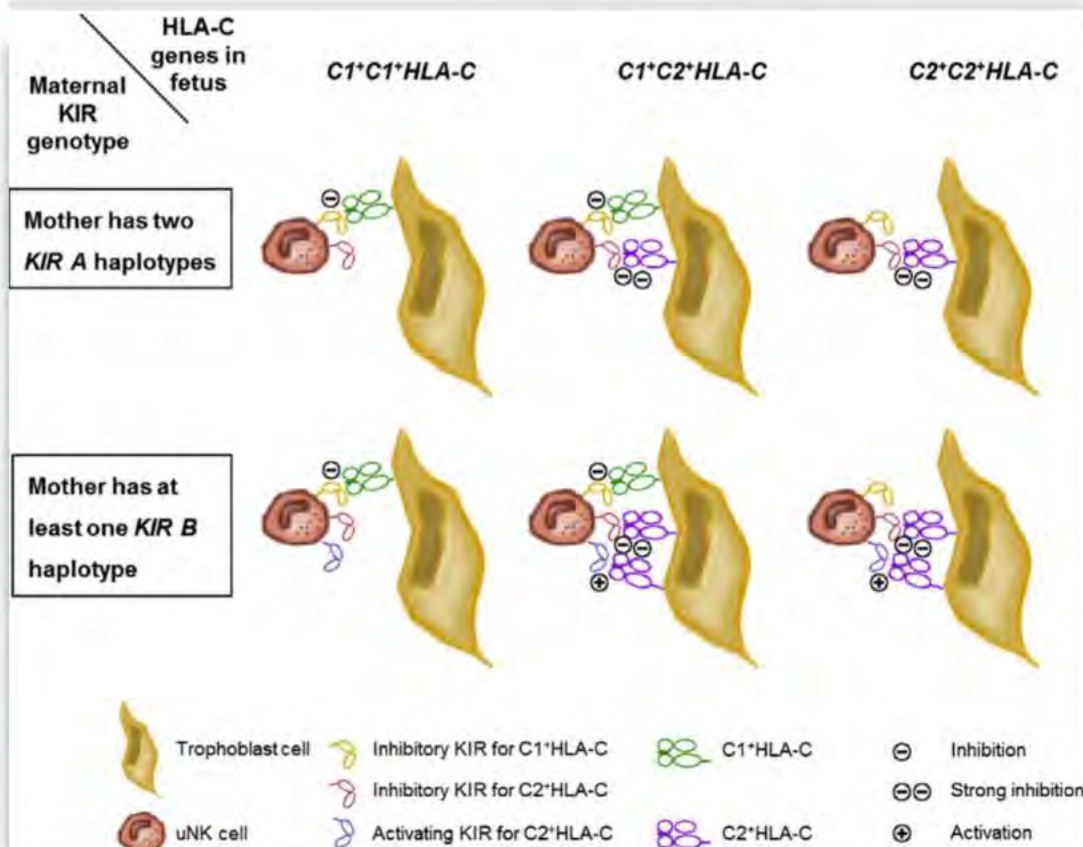 HLA-C
genes in
fetus
Maternal
KIR
genotype
C1⁺C1⁺HLA-C
C1⁺C2⁺HLA-C
C2⁺C2⁺HLA-C
Mother has two
KIR A haplotypes
Mother has at
least one KIR B
haplotype
Trophoblast cell
Inhibitory KIR for C1⁺HLA-C
C1⁺HLA-C
Inhibition
Inhibitory KIR for C2⁺HLA-C
Strong inhibition
uNK cell
Activating KIR for C2⁺HLA-C
C2⁺HLA-C
Activation